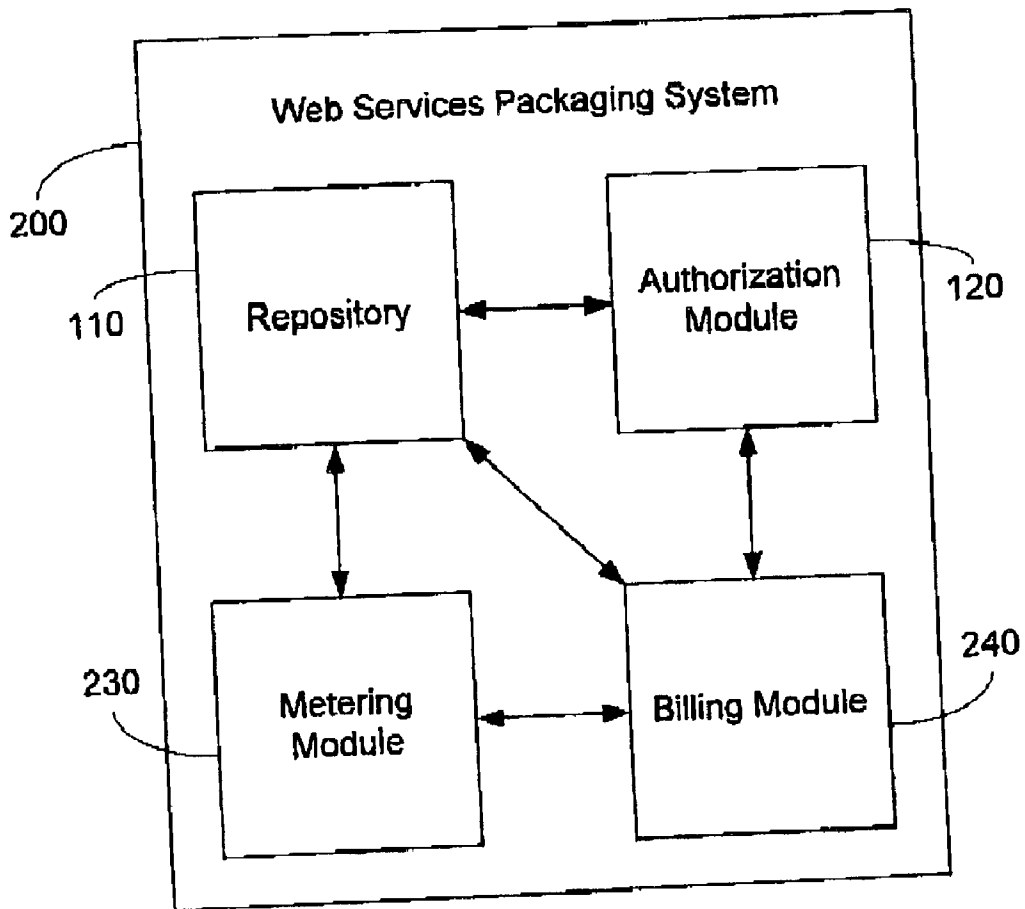 Web Services Packaging System
200
110
Repository
Authorization
Module
120
230
Metering
Module
Billing Module
240